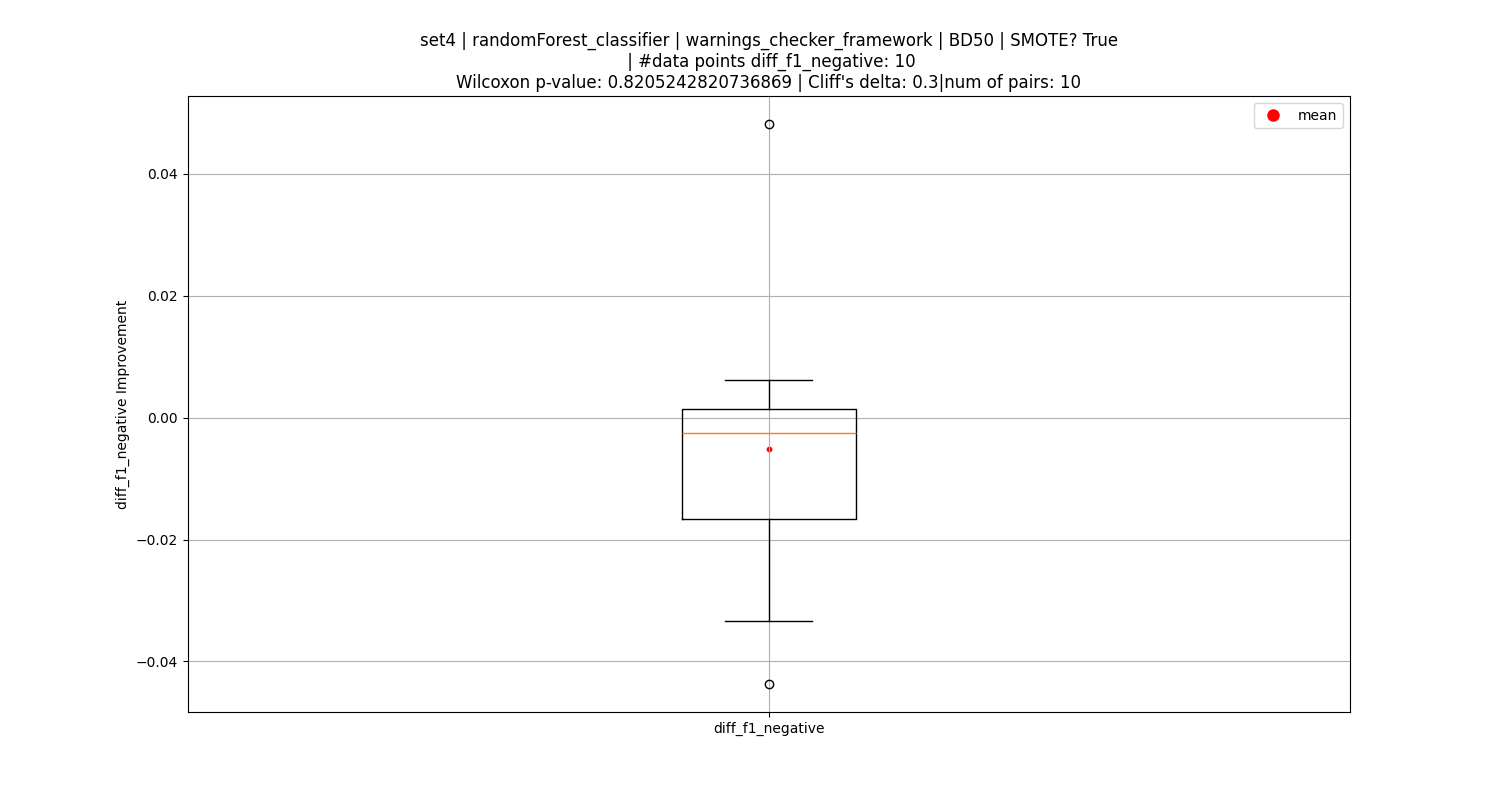 set4 | randomForest_classifier | warnings_checker_framework | BD50 | SMOTE? True
| #data points diff_f1_negative: 10
Wilcoxon p-value: 0.8205242820736869 | Cliff's delta: 0.3|num of pairs: 10
mean
0.04
0.02
0.00
−0.02
−0.04
diff_f1_negative Improvement
diff_f1_negative